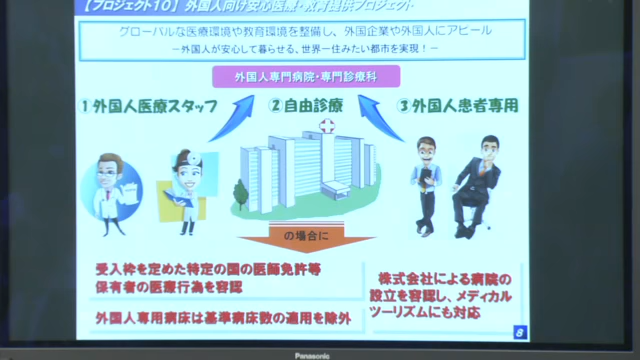 【プロジェクト10】外国人向け安心医療・教育提供プロジェクト
グローバルな医療環境や教育環境を整備し、外国企業や外国人にアピール
－外国人が安心して暮らせる、世界一住みたい都市を実現！－
外国人専門病院・専門診療科
1外国人医療スタッフ
②自由診療
3外国人患者専用
の場合に
受入枠を定めた特定の国の医師免許等
保有者の医療行為を容認
外国人専用病床は基準病床数の適用を除外
株式会社による病院の
設立を容認し、メディカル
ツーリズムにも対応
8
Panasonic